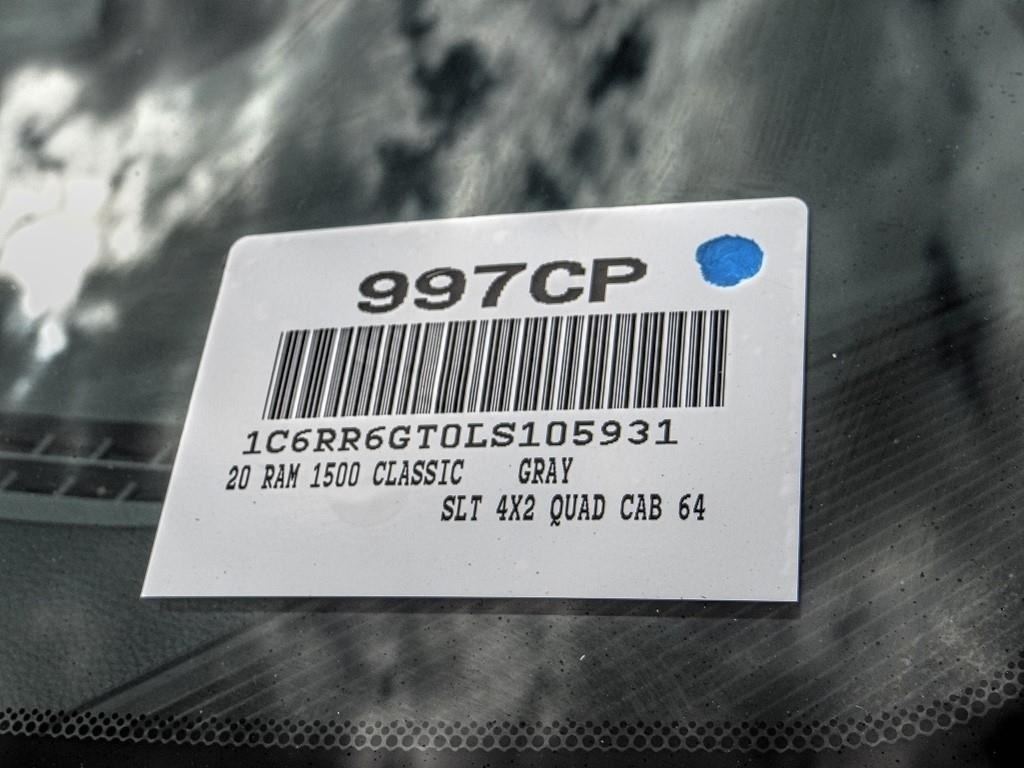 997CP
1C6RR6GT0LS105931
20 RAM 1500 CLASSIC GRAY
SLT 4X2 QUAD CAB 64